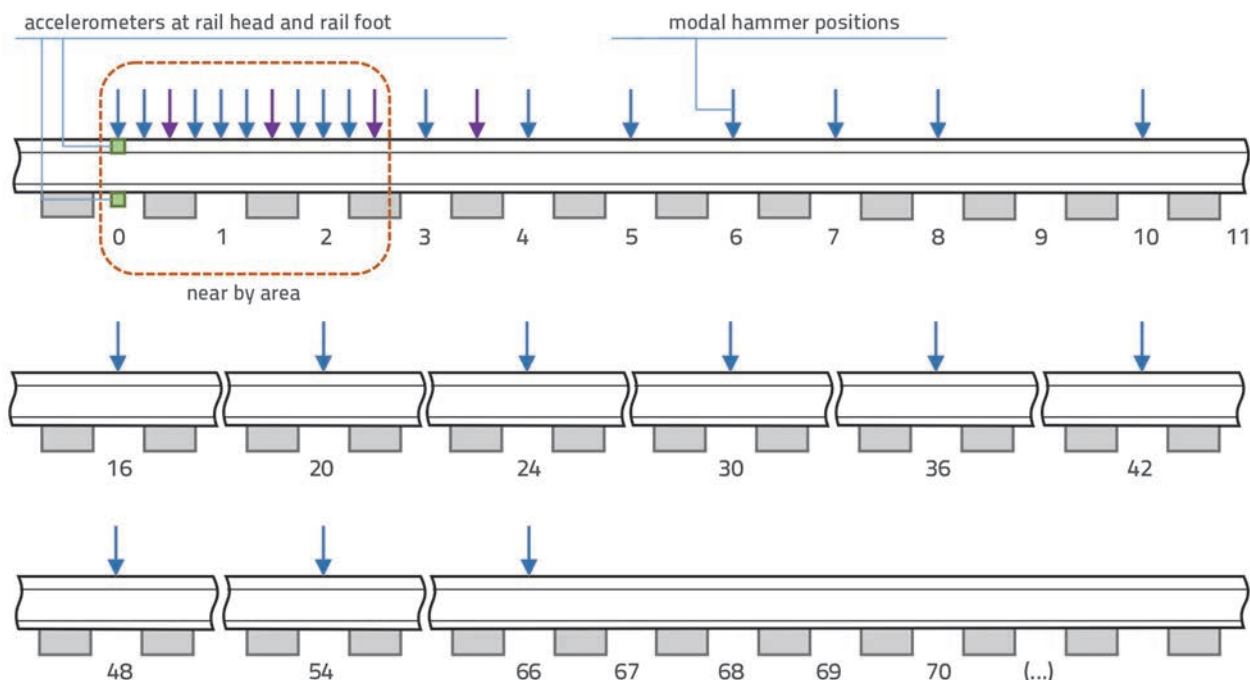 accelerometers at rail head and rail foot
modal hammer positions
0 1 2 3 4 5 6 7 8 9 10 11
near by area
16 20 24 30 36 42
48 54 66 67 68 69 70 (...)